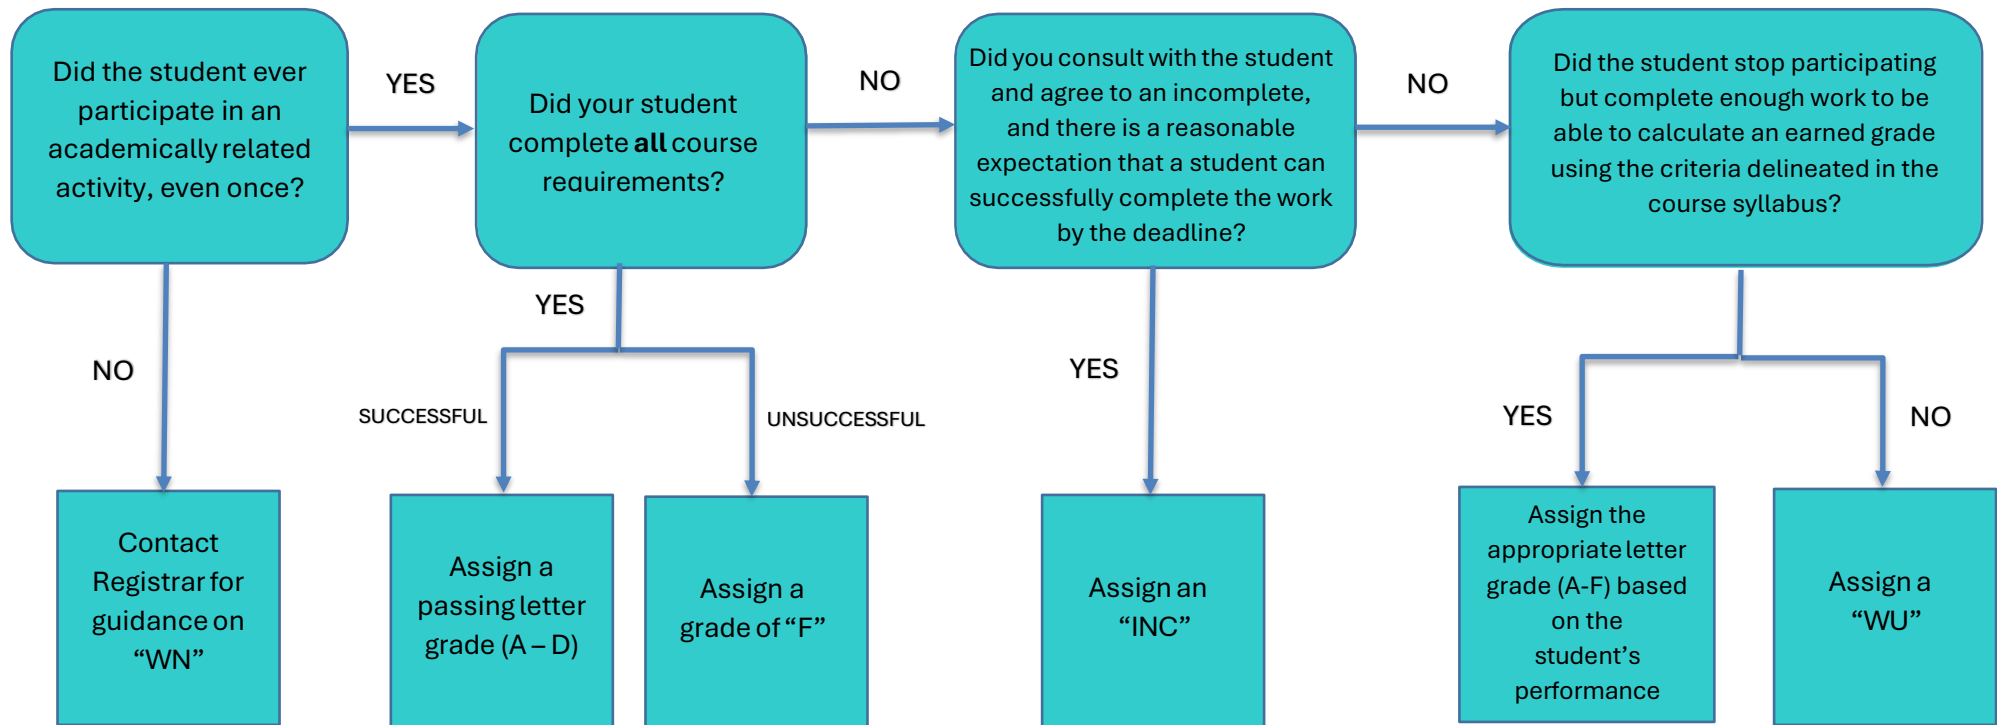 Did the student ever
participate in an
academically related
activity, even once?
YES
Did your student
complete all course
requirements?
NO
Did you consult with the student
and agree to an incomplete,
and there is a reasonable
expectation that a student can
successfully complete the work
by the deadline?
NO
Did the student stop participating
but complete enough work to be
able to calculate an earned grade
using the criteria delineated in the
course syllabus?
NO
YES
SUCCESSFUL
UNSUCCESSFUL
YES
YES
NO
Contact
Registrar for
guidance on
“WN”
Assign a
passing letter
grade (A – D)
Assign a
grade of “F”
Assign an
“INC”
Assign the
appropriate letter
grade (A-F) based
on the
student’s
performance
Assign a
“WU”